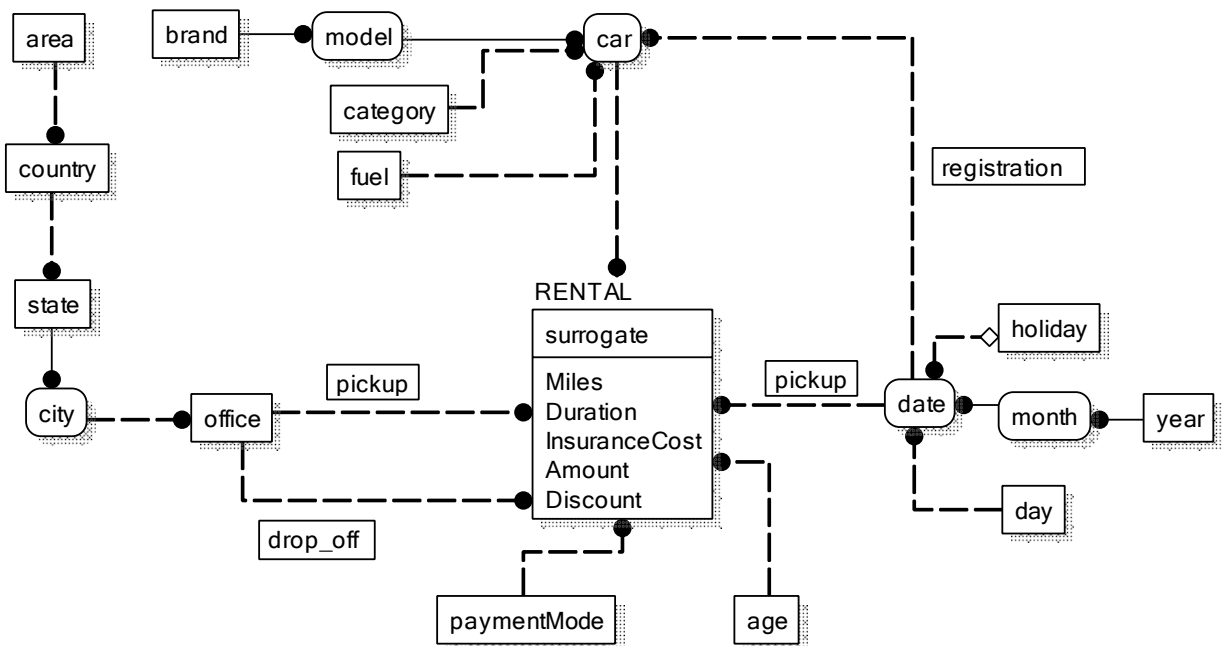 area
brand
model
car
category
country
fuel
registration
state
RENTAL
surrogate
Miles
Duration
InsuranceCost
Amount
Discount
holiday
pickup
pickup
city
office
date
month
year
drop_off
day
paymentMode
age